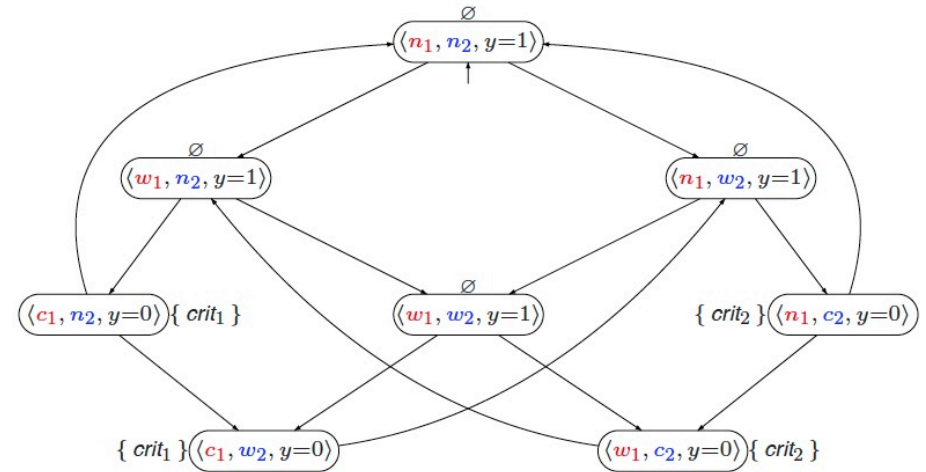 ∅
⟨n₁, n₂, y=1⟩
∅ ∅
⟨w₁, n₂, y=1⟩ ⟨n₁, w₂, y=1⟩
∅
⟨c₁, n₂, y=0⟩ { crit₁ } ⟨w₁, w₂, y=1⟩ { crit₂ } ⟨n₁, c₂, y=0⟩
{ crit₁ } ⟨c₁, w₂, y=0⟩ ⟨w₁, c₂, y=0⟩ { crit₂ }